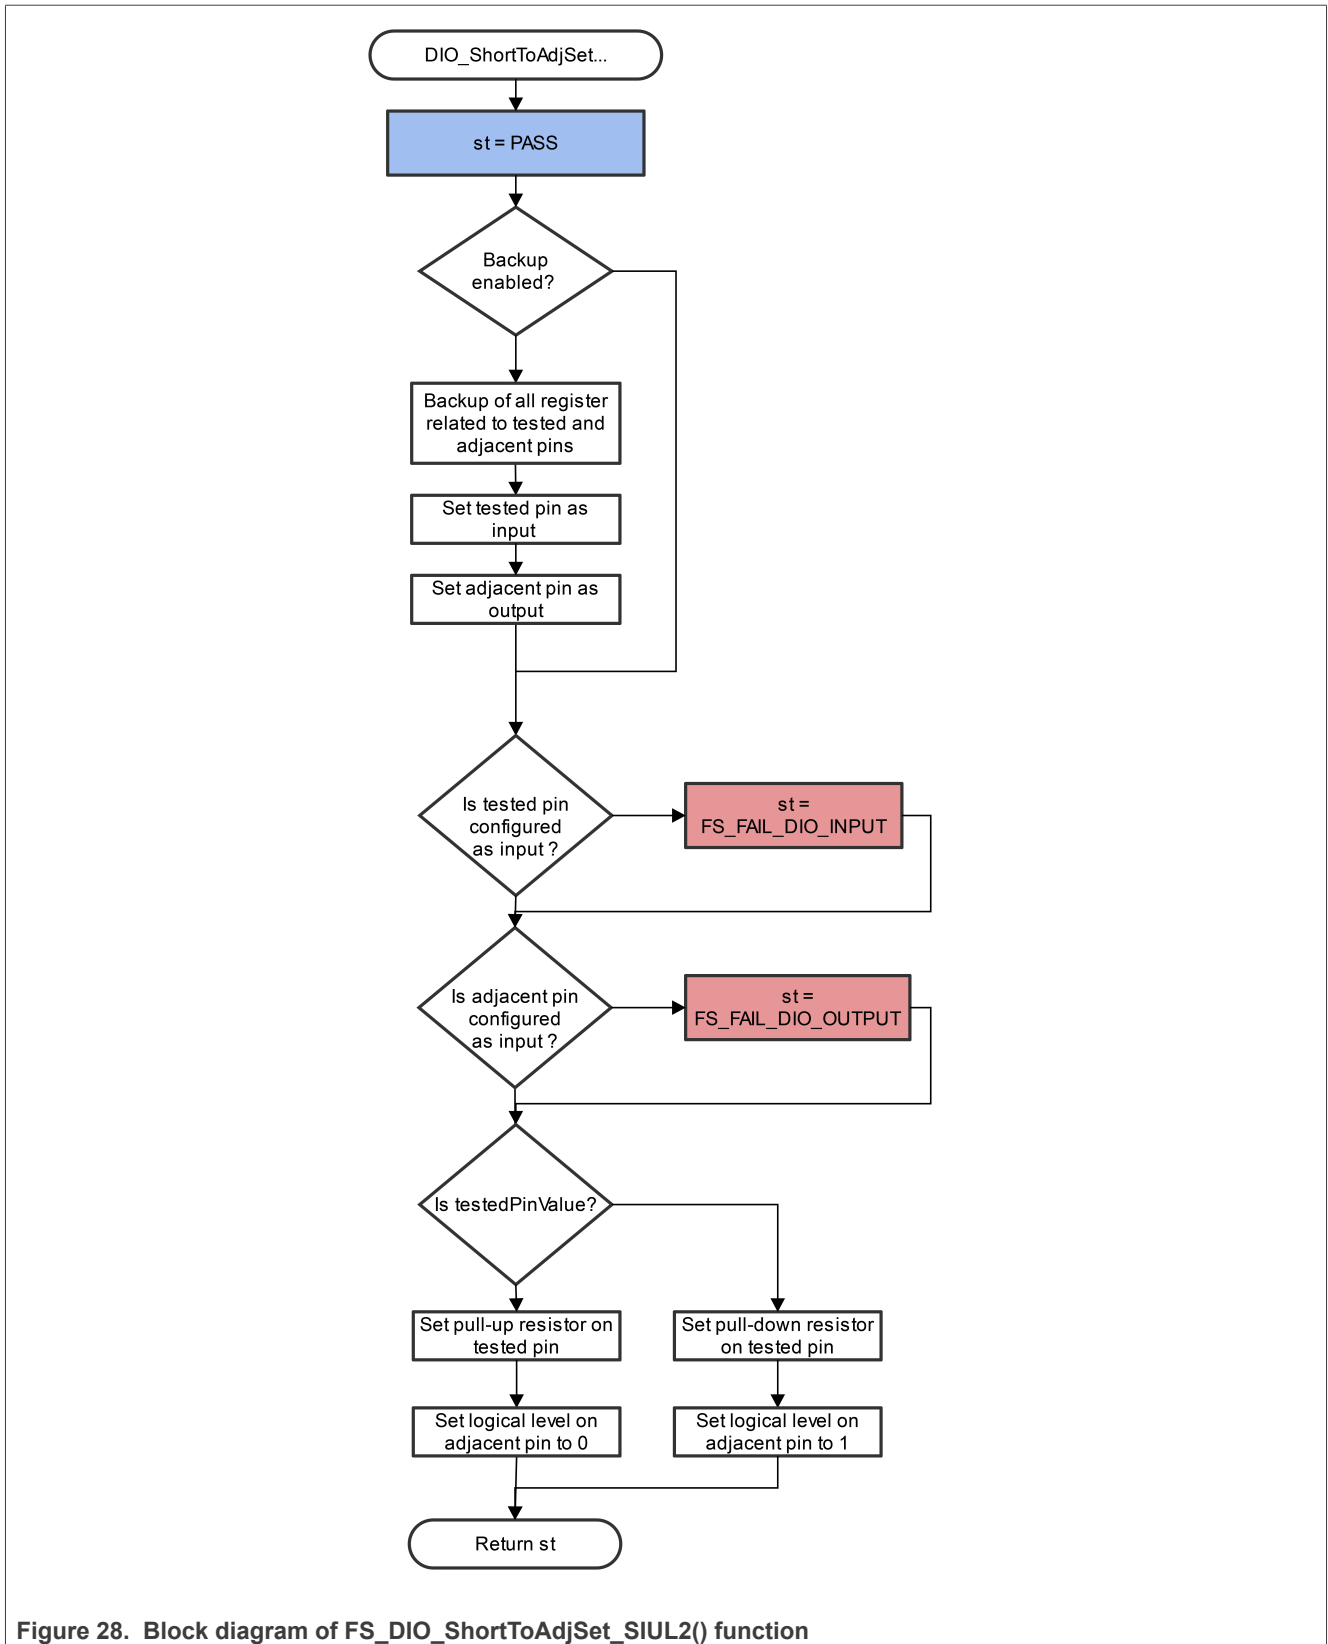 DIO_ShortToAdjSet...
st = PASS
Backup
enabled?
Backup of all register
related to tested and
adjacent pins
Set tested pin as
input
Set adjacent pin as
output
Is tested pin
configured
as input ?
st =
FS_FAIL_DIO_INPUT
Is adjacent pin
configured
as input ?
st =
FS_FAIL_DIO_OUTPUT
Is testedPinValue?
Set pull-up resistor on
tested pin
Set pull-down resistor
on tested pin
Set logical level on
adjacent pin to 0
Set logical level on
adjacent pin to 1
Return st
Figure 28. Block diagram of FS_DIO_ShortToAdjSet_SIUL2() function